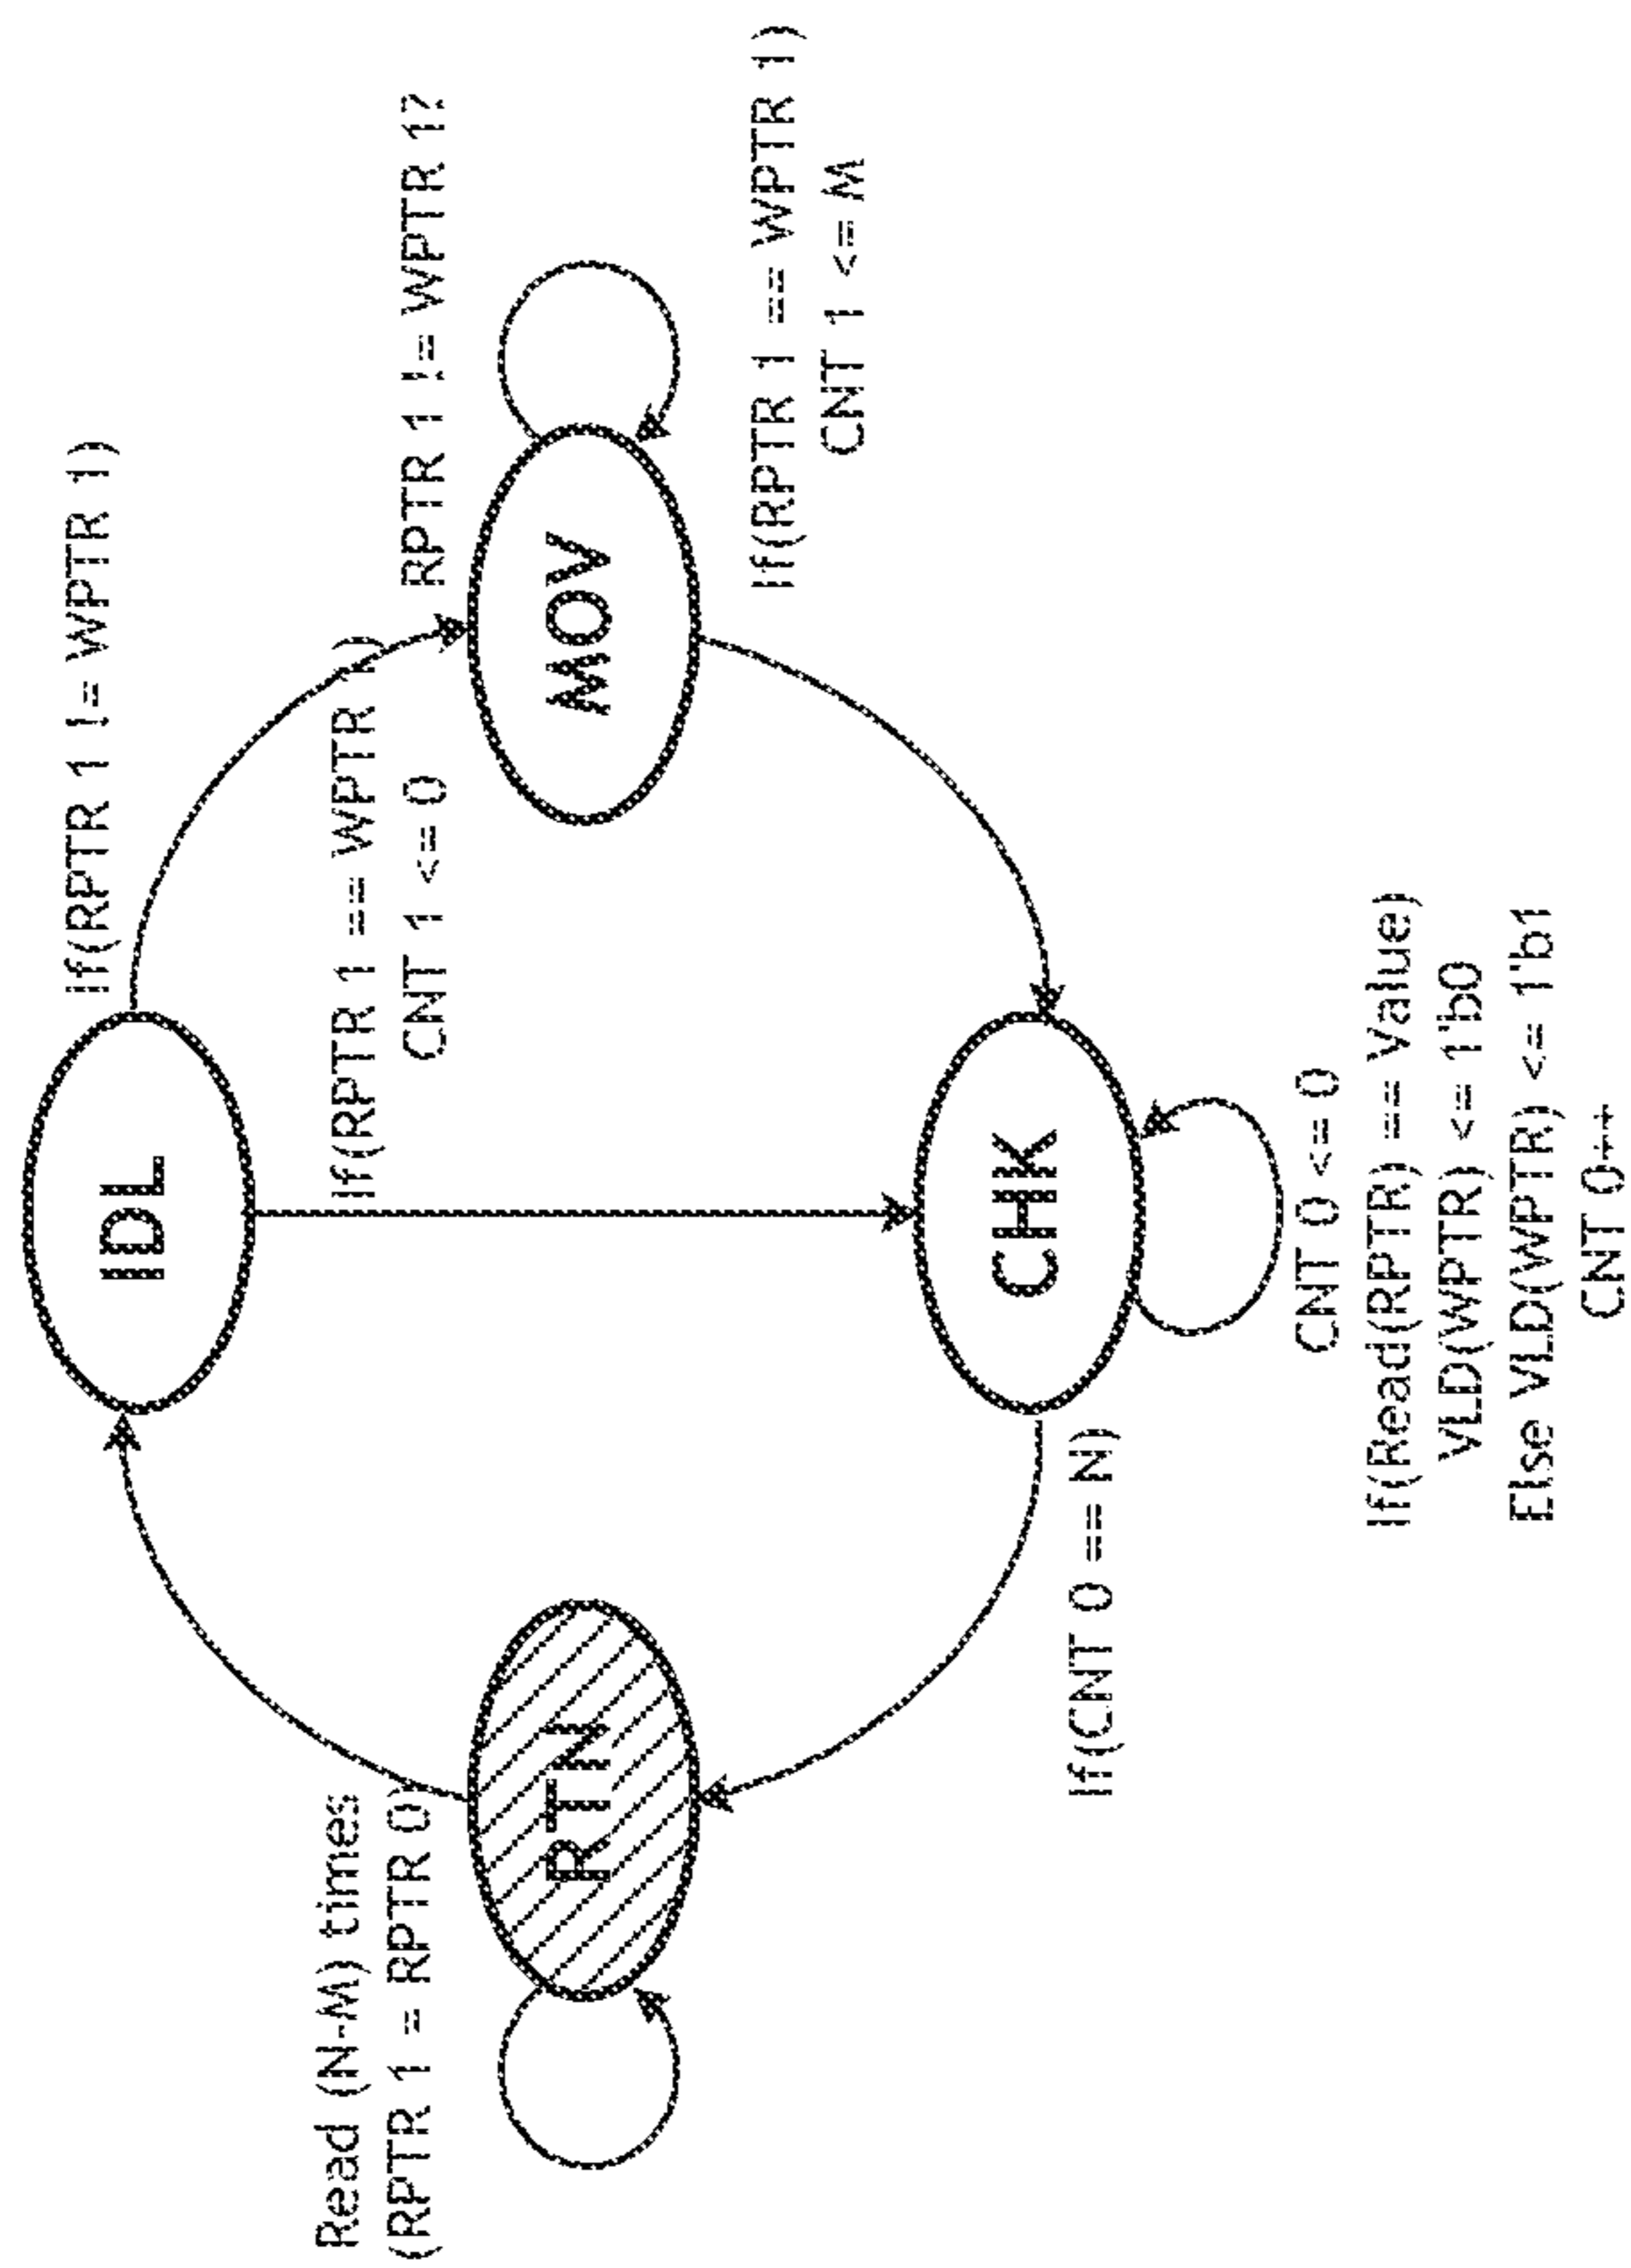 If(RPTR 1 != WPTR 1)
IDL
Read (N-M) times
(RPTR 1 = RPTR 0)
If(RPTR 1 == WPTR 1)
CNT 1 <= 0
RPTR 1 != WPTR 1?
RTN
MOV
If(RPTR 1 == WPTR 1)
CNT 1 <= M
CHK
If(CNT 0 == N)
CNT 0 <= 0
If(Read(RPTR) == Value)
VLD(WPTR) <= 1'b0
Else VLD(WPTR) <= 1'b1
CNT 0++